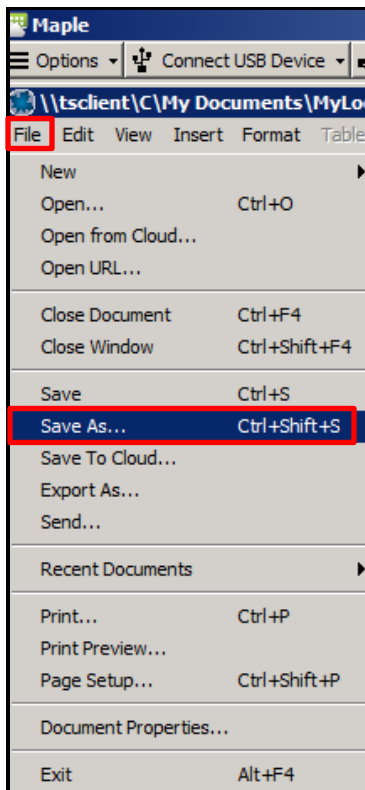 Maple
Options Connect USB Device
\\tsclient\C\My Documents\MyLo
File Edit View Insert Format Table
New
Open... Ctrl+O
Open from Cloud...
Open URL...
Close Document Ctrl+F4
Close Window Ctrl+Shift+F4
Save Ctrl+S
Save As... Ctrl+Shift+S
Save To Cloud...
Export As...
Send...
Recent Documents
Print... Ctrl+P
Print Preview...
Page Setup... Ctrl+Shift+P
Document Properties...
Exit Alt+F4